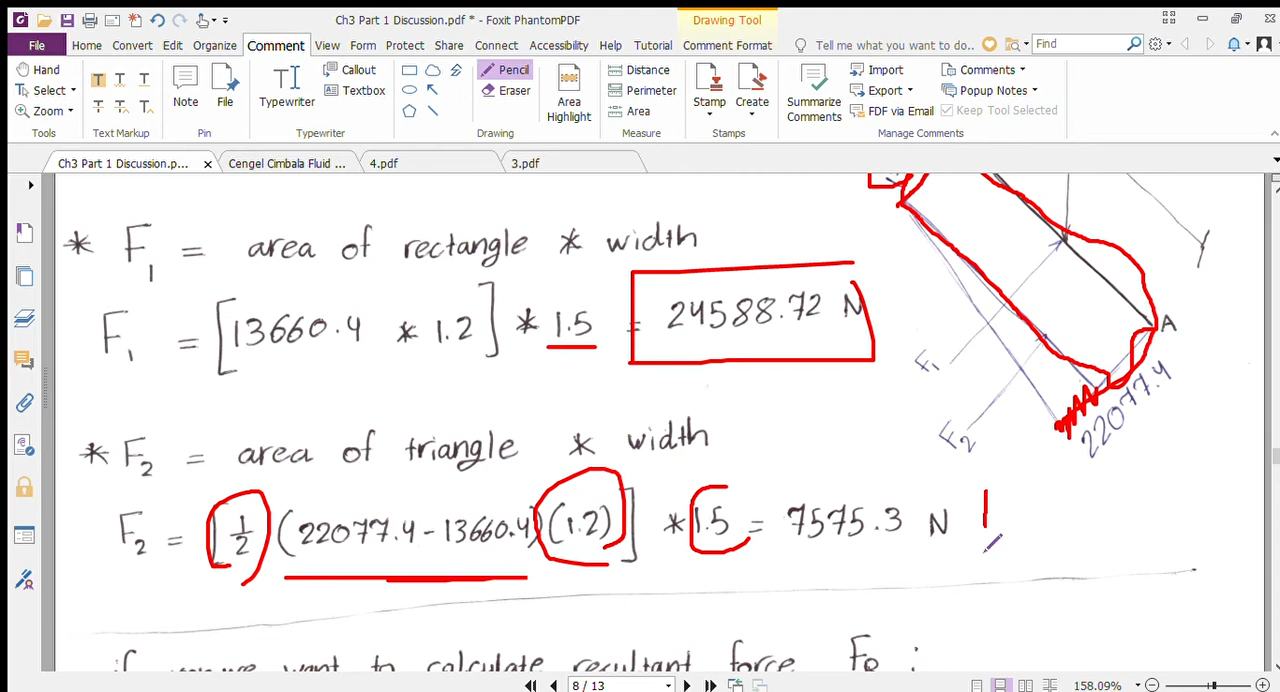 Ch3 Part 1 Discussion.pdf * - Foxit PhantomPDF
Drawing Tool
File Home Convert Edit Organize Comment View Form Protect Share Connect Accessibility Help Tutorial Comment Format Tell me what you want to do.. Find
Hand
Select
Zoom
Tools
Text Markup
Note
File
Pin
Typewriter
Callout
Textbox
Typewriter
Pencil
Eraser
Drawing
Area
Highlight
Distance
Perimeter
Area
Measure
Stamp
Create
Stamps
Summarize
Comments
Import
Export
FDF via Email
Comments
Popup Notes
Keep Tool Selected
Manage Comments
Ch3 Part 1 Discussion.p... × Cengel Cimbala Fluid ... 4.pdf 3.pdf
* F1 = area of rectangle * width
F1 = [13660.4 * 1.2] * 1.5 = 24588.72 N
A
y
F1
F2
22077.4
* F2 = area of triangle * width
F2 = [1/2 (22077.4 - 13660.4)(1.2)] * 1.5 = 7575.3 N
want to calculate resultant force FR :
8 / 13
158.09%